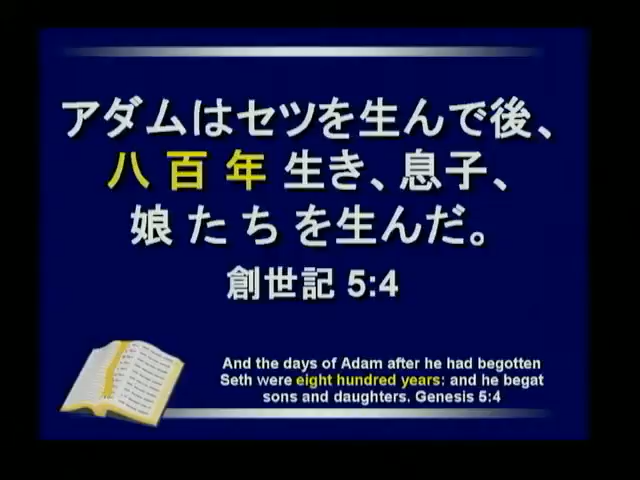 アダムはセツを生んで後、
八百年生き、息子、
娘たちを生んだ。
創世記 5:4
And the days of Adam after he had begotten
Seth were eight hundred years: and he begat
sons and daughters. Genesis 5:4